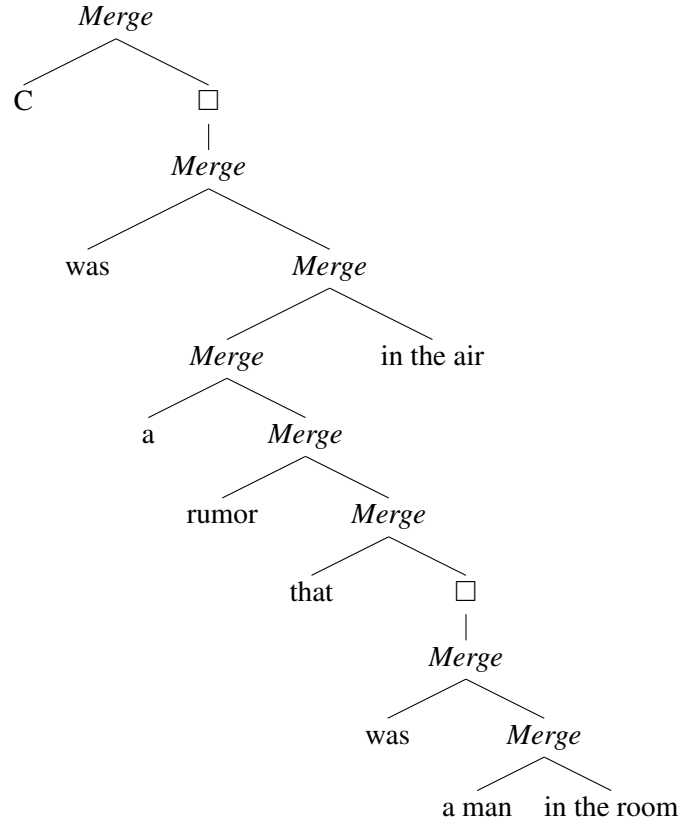 Merge
C □
Merge
was Merge
Merge in the air
a Merge
rumor Merge
that □
Merge
was Merge
a man in the room